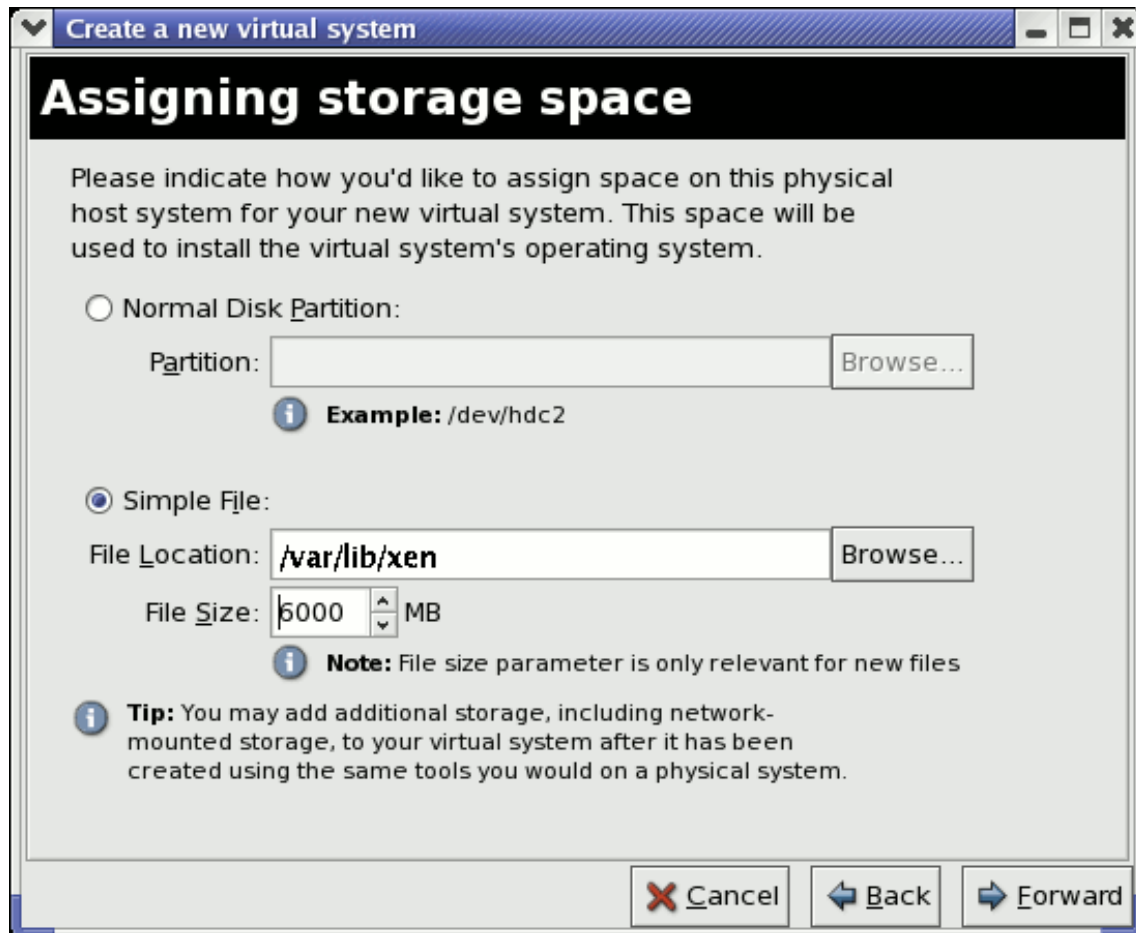 Create a new virtual system
Assigning storage space
Please indicate how you'd like to assign space on this physical
host system for your new virtual system. This space will be
used to install the virtual system's operating system.
Normal Disk Partition:
Partition:
Browse...
Example: /dev/hdc2
Simple File:
File Location: /var/lib/xen Browse...
File Size: 6000 MB
Note: File size parameter is only relevant for new files
Tip: You may add additional storage, including network-
mounted storage, to your virtual system after it has been
created using the same tools you would on a physical system.
Cancel Back Forward